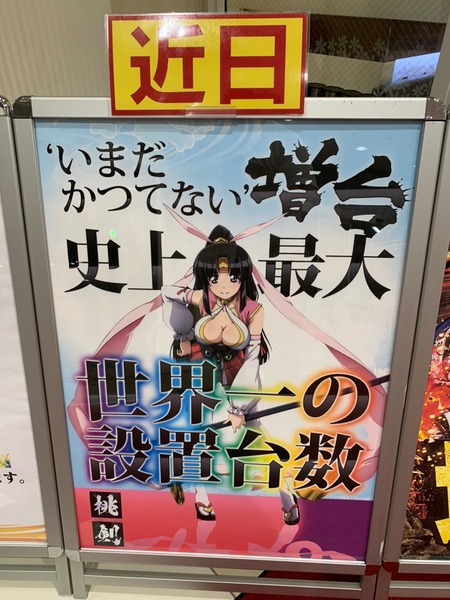 近日
'いまだ
かつてない'増台
史上最大
世界一の
設置台数
桃
剣
す。